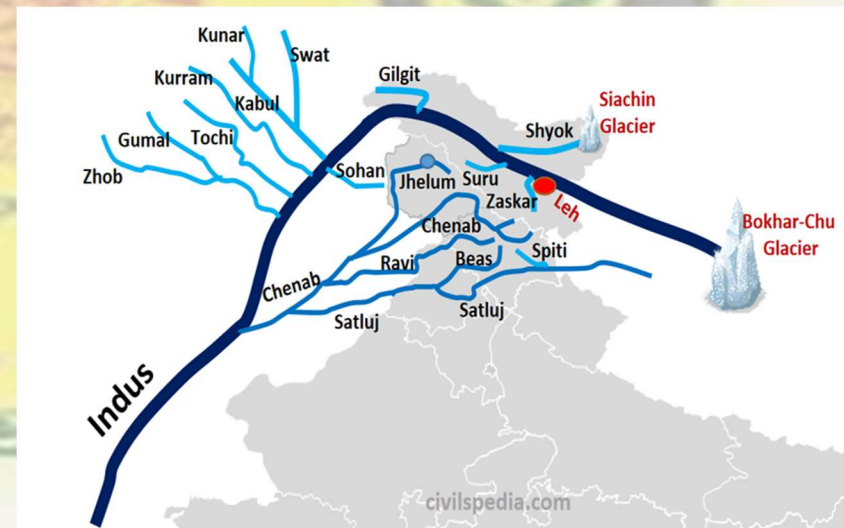 Kunar
Swat
Kurram
Kabul
Gilgit
Siachin
Glacier
Gumal
Tochi
Shyok
Zhob
Sohan
Jhelum
Suru
Zaskar
Leh
Bokhar-Chu
Glacier
Chenab
Ravi
Beas
Spiti
Chenab
Satluj
Satluj
Indus
civilspedia.com